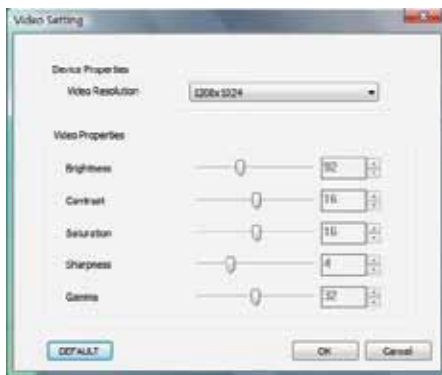 Video Setting
Device Properties
Video Resolution 1208x1024
Video Properties
Brightness 92
Contrast 16
Saturation 16
Sharpness 4
Gamma 32
DEFAULT OK Cancel